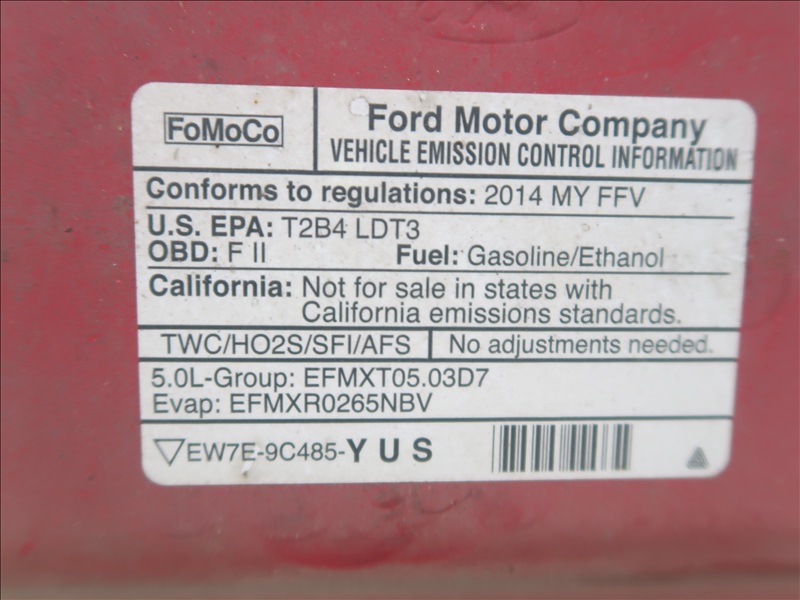 FoMoCo
Ford Motor Company
VEHICLE EMISSION CONTROL INFORMATION
Conforms to regulations: 2014 MY FFV
U.S. EPA: T2B4 LDT3
OBD: F II Fuel: Gasoline/Ethanol
California: Not for sale in states with
California emissions standards.
TWC/HO2S/SFI/AFS No adjustments needed.
5.0L-Group: EFMXT05.03D7
Evap: EFMXR0265NBV
EW7E-9C485-YUS